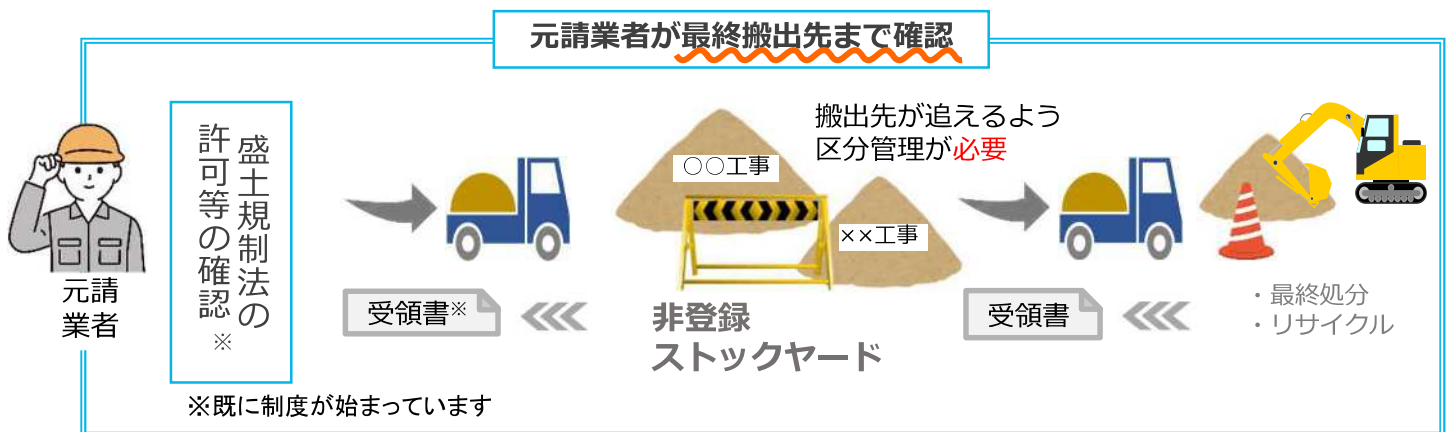 元請業者が最終搬出先まで確認
元請
業者
盛土規制法の
許可等の確認※
○○工事
××工事
搬出先が追えるよう
区分管理が必要
受領書※
非登録
ストックヤード
受領書
・最終処分
・リサイクル
※既に制度が始まっています